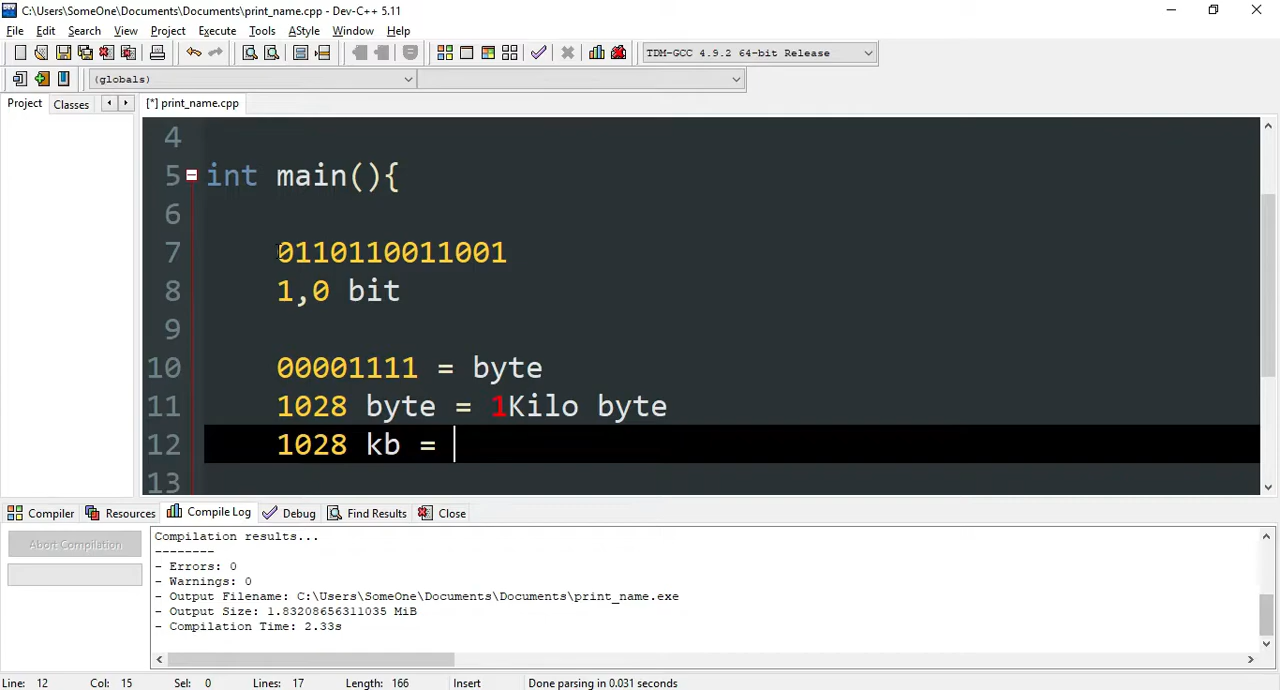 C:\Users\SomeOne\Documents\Documents\print_name.cpp - Dev-C++ 5.11
File Edit Search View Project Execute Tools AStyle Window Help
TDM-GCC 4.9.2 64-bit Release
(globals)
Project Classes [*] print_name.cpp
4
5 int main(){
6
7 0110110011001
8 1,0 bit
9
10 00001111 = byte
11 1028 byte = 1Kilo byte
12 1028 kb =
13
Compiler Resources Compile Log Debug Find Results Close
Abort Compilation
Compilation results...
--------
- Errors: 0
- Warnings: 0
- Output Filename: C:\Users\SomeOne\Documents\Documents\print_name.exe
- Output Size: 1.83208656311035 MiB
- Compilation Time: 2.33s
Line: 12 Col: 15 Sel: 0 Lines: 17 Length: 166 Insert Done parsing in 0.031 seconds